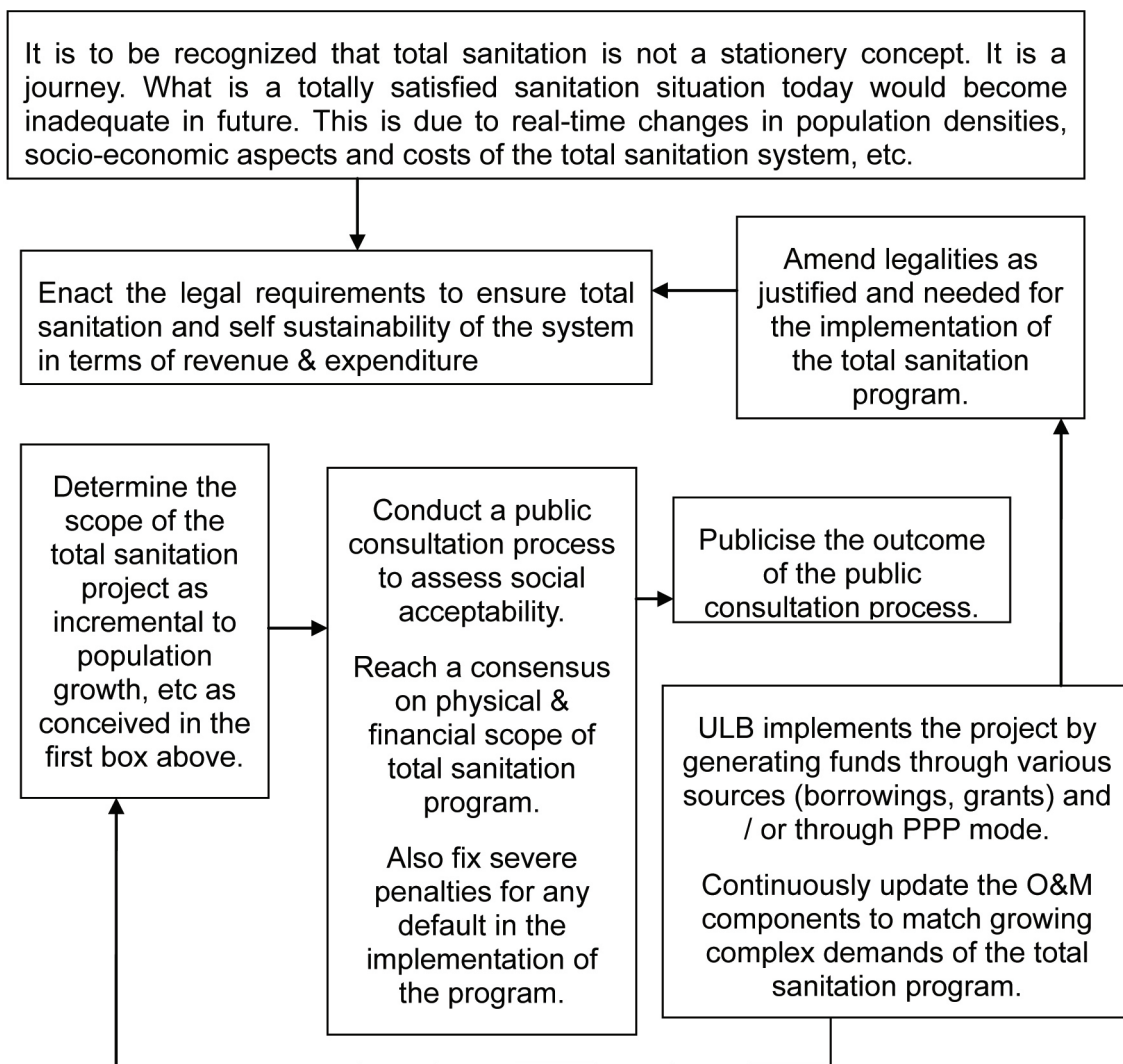 It is to be recognized that total sanitation is not a stationery concept. It is a
journey. What is a totally satisfied sanitation situation today would become
inadequate in future. This is due to real-time changes in population densities,
socio-economic aspects and costs of the total sanitation system, etc.
Enact the legal requirements to ensure total
sanitation and self sustainability of the system
in terms of revenue & expenditure
Amend legalities as
justified and needed for
the implementation of
the total sanitation
program.
Determine the
scope of the
total sanitation
project as
incremental to
population
growth, etc as
conceived in the
first box above.
Conduct a public
consultation process
to assess social
acceptability.
Reach a consensus
on physical &
financial scope of
total sanitation
program.
Also fix severe
penalties for any
default in the
implementation of
the program.
Publicise the outcome
of the public
consultation process.
ULB implements the project by
generating funds through various
sources (borrowings, grants) and
/ or through PPP mode.
Continuously update the O&M
components to match growing
complex demands of the total
sanitation program.